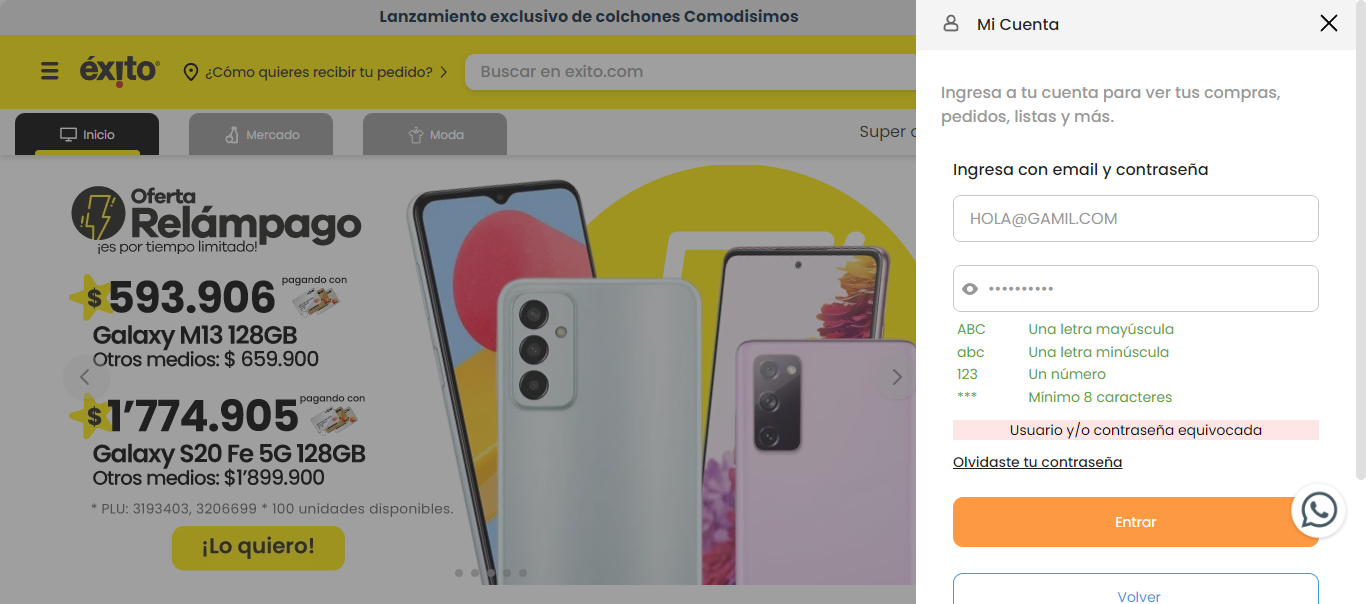 Lanzamiento exclusivo de colchones Comodisimos
éxito
¿Cómo quieres recibir tu pedido?
Buscar en exito.com
Inicio
Mercado
Moda
Super
Oferta
Relámpago
¡es por tiempo limitado!
$593.906
pagando con
Galaxy M13 128GB
Otros medios: $ 659.900
$1’774.905
pagando con
Galaxy S20 Fe 5G 128GB
Otros medios: $1’899.900
* PLU: 3193403, 3206699 * 100 unidades disponibles.
¡Lo quiero!
Mi Cuenta
Ingresa a tu cuenta para ver tus compras,
pedidos, listas y más.
Ingresa con email y contraseña
HOLA@GAMIL.COM
••••••••••
ABC Una letra mayúscula
abc Una letra minúscula
123 Un número
*** Mínimo 8 caracteres
Usuario y/o contraseña equivocada
Olvidaste tu contraseña
Entrar
Volver